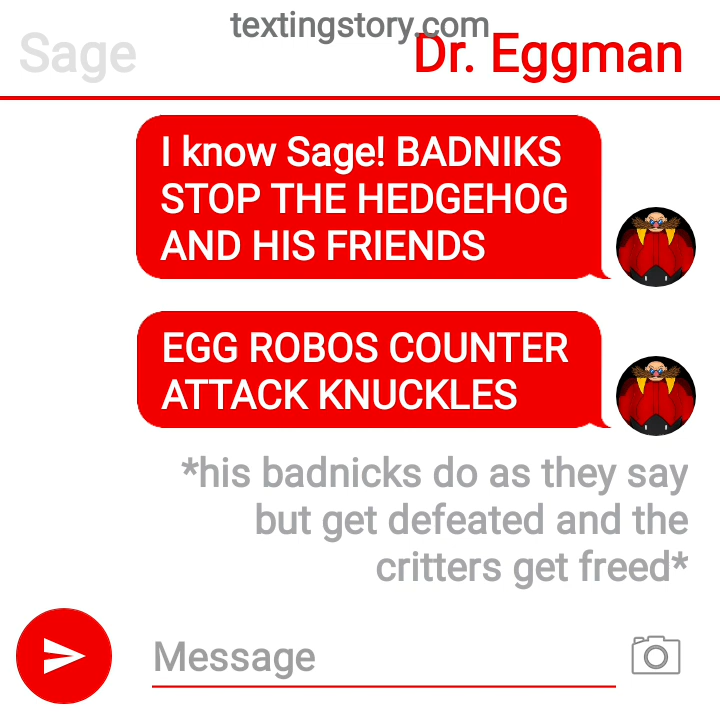 textingstory.com
Sage
Dr. Eggman
I know Sage! BADNIKS
STOP THE HEDGEHOG
AND HIS FRIENDS
EGG ROBOS COUNTER
ATTACK KNUCKLES
*his badnicks do as they say
but get defeated and the
critters get freed*
Message